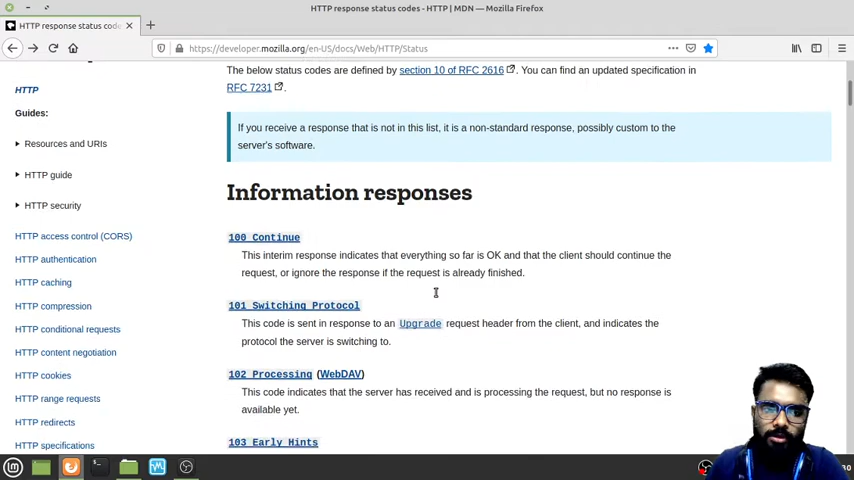 HTTP response status codes - HTTP | MDN — Mozilla Firefox
HTTP response status code
https://developer.mozilla.org/en-US/docs/Web/HTTP/Status
The below status codes are defined by section 10 of RFC 2616. You can find an updated specification in
RFC 7231.
HTTP
Guides:
Resources and URIs
HTTP guide
HTTP security
HTTP access control (CORS)
HTTP authentication
HTTP caching
HTTP compression
HTTP conditional requests
HTTP content negotiation
HTTP cookies
HTTP range requests
HTTP redirects
HTTP specifications
If you receive a response that is not in this list, it is a non-standard response, possibly custom to the
server's software.
Information responses
100 Continue
This interim response indicates that everything so far is OK and that the client should continue the
request, or ignore the response if the request is already finished.
101 Switching Protocol
This code is sent in response to an Upgrade request header from the client, and indicates the
protocol the server is switching to.
102 Processing (WebDAV)
This code indicates that the server has received and is processing the request, but no response is
available yet.
103 Early Hints